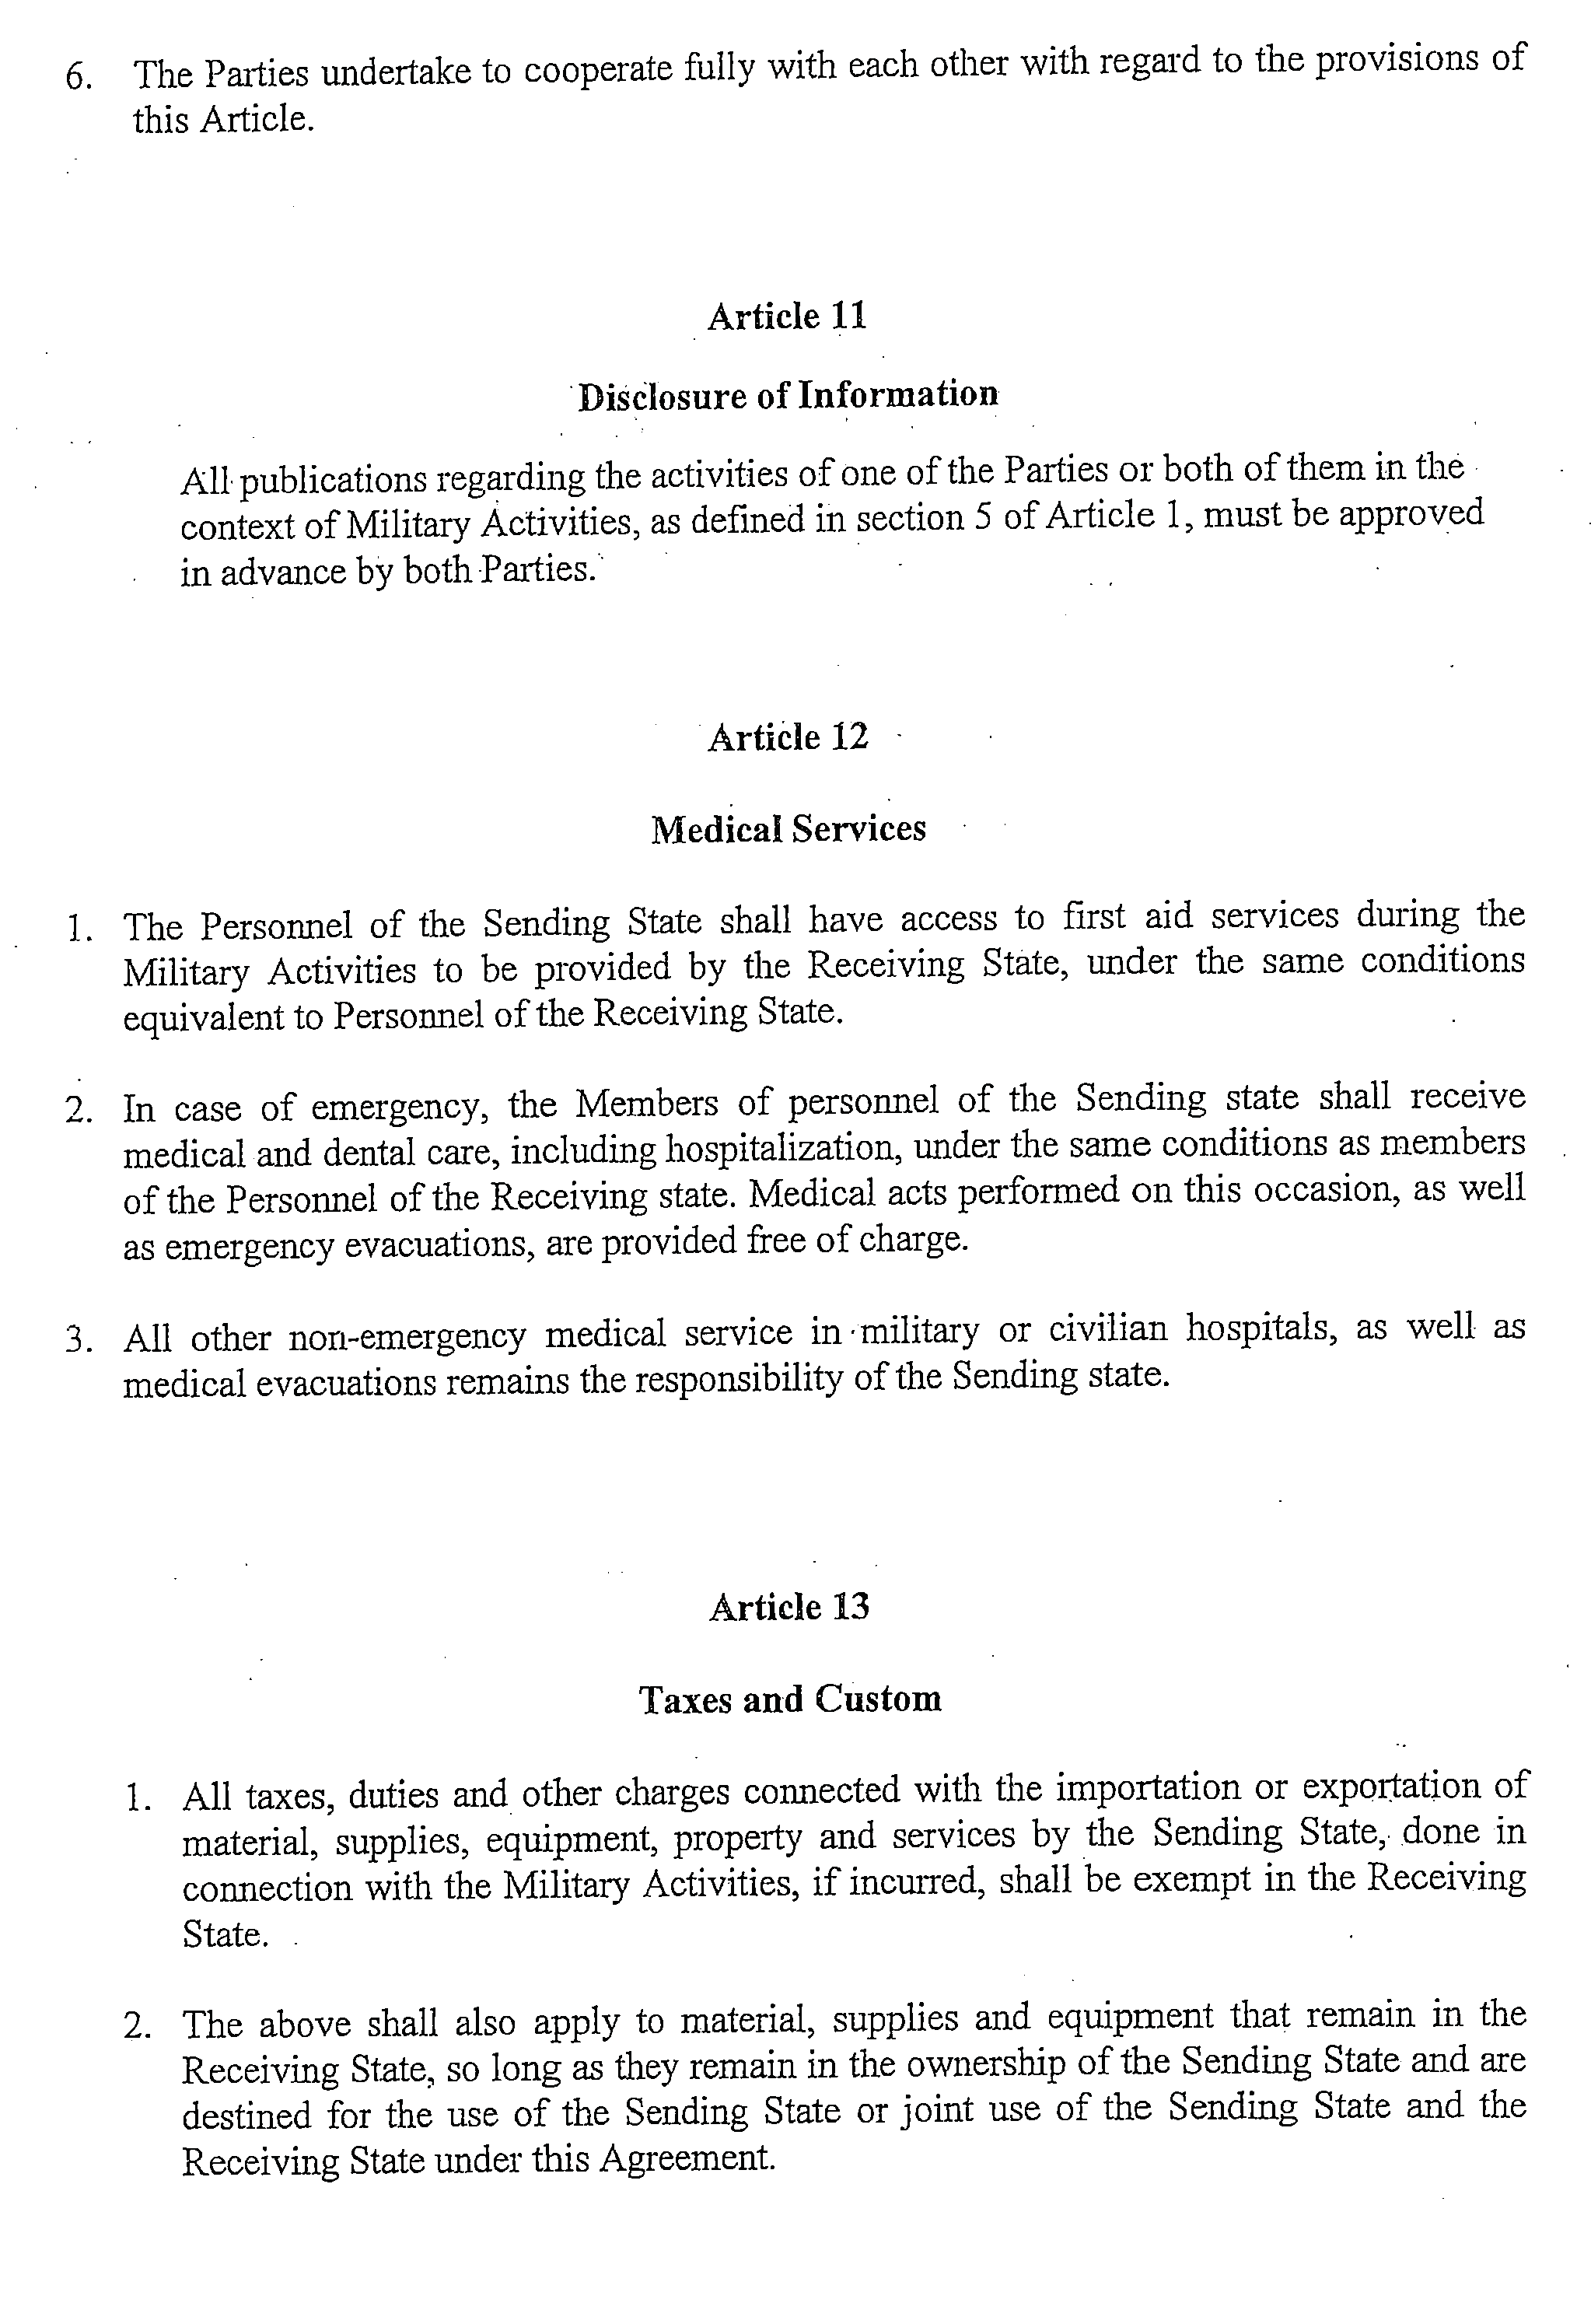 6. The Parties undertake to cooperate fully with each other with regard to the provisions of
this Article.
Article 11
Disclosure of Information
All publications regarding the activities of one of the Parties or both of them in the
context of Military Activities, as defined in section 5 of Article 1, must be approved
in advance by both Parties.
Article 12
Medical Services
1. The Personnel of the Sending State shall have access to first aid services during the
Military Activities to be provided by the Receiving State, under the same conditions
equivalent to Personnel of the Receiving State.
2. In case of emergency, the Members of personnel of the Sending state shall receive
medical and dental care, including hospitalization, under the same conditions as members
of the Personnel of the Receiving state. Medical acts performed on this occasion, as well
as emergency evacuations, are provided free of charge.
3. All other non-emergency medical service in military or civilian hospitals, as well as
medical evacuations remains the responsibility of the Sending state.
Article 13
Taxes and Custom
1. All taxes, duties and other charges connected with the importation or exportation of
material, supplies, equipment, property and services by the Sending State, done in
connection with the Military Activities, if incurred, shall be exempt in the Receiving
State.
2. The above shall also apply to material, supplies and equipment that remain in the
Receiving State, so long as they remain in the ownership of the Sending State and are
destined for the use of the Sending State or joint use of the Sending State and the
Receiving State under this Agreement.